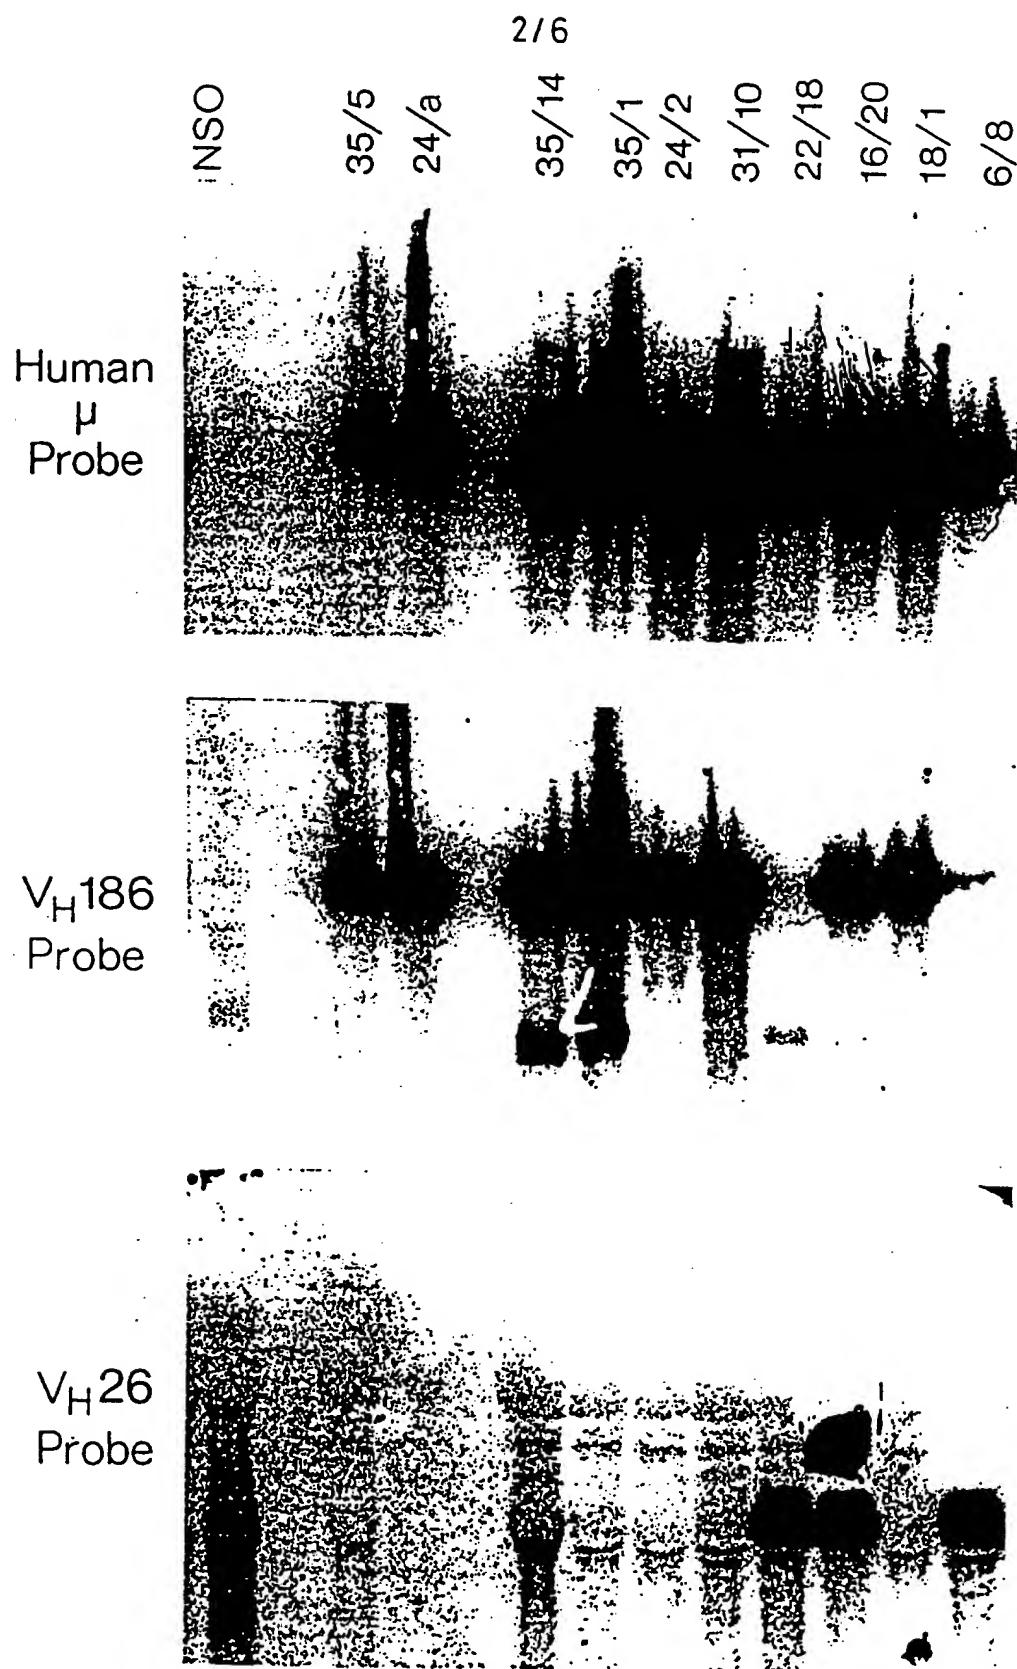 2/6
NSO 35/5 24/a 35/14 35/1 24/2 31/10 22/18 16/20 18/1 6/8
Human
μ
Probe
VH186
Probe
VH26
Probe